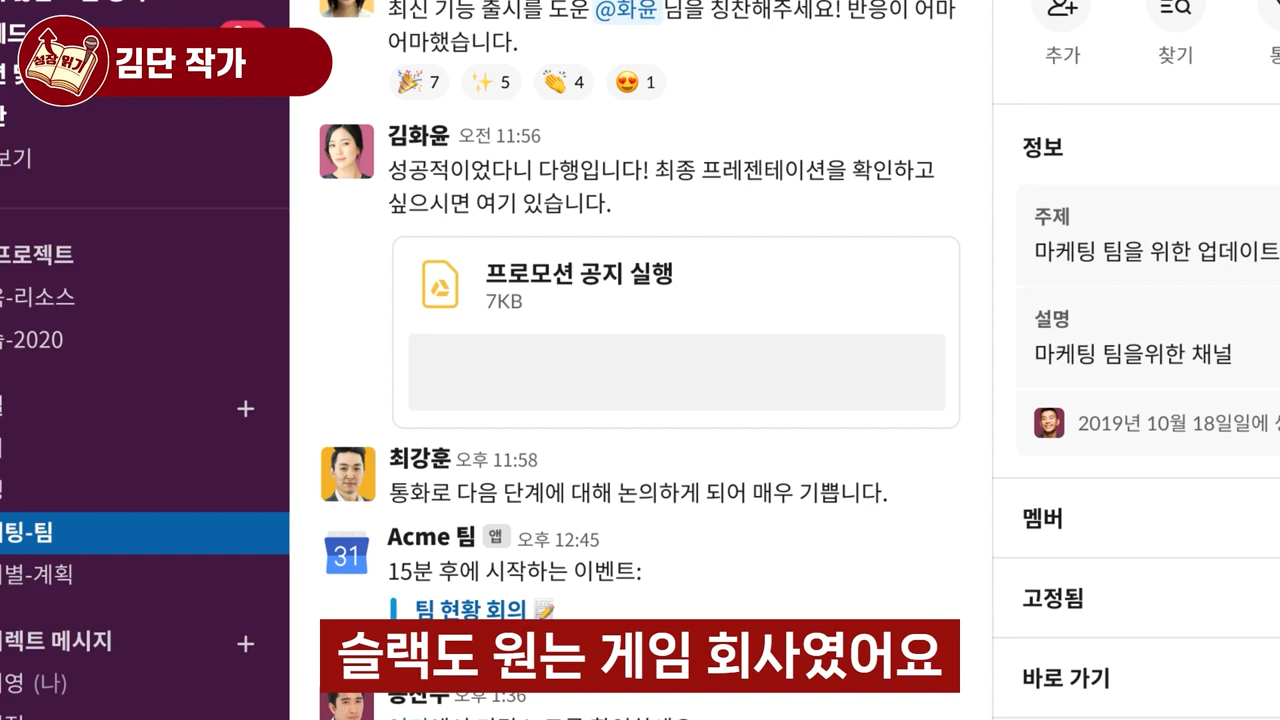 성장 읽기
김단 작가
보기
프로젝트
-리소스
-2020
+
팅-팀
별-계획
렉트 메시지
+
영 (나)
최신 기능 출시를 도운 @화윤 님을 칭찬해주세요! 반응이 어마
어마했습니다.
7 5 4 1
김화윤 오전 11:56
성공적이었다니 다행입니다! 최종 프레젠테이션을 확인하고
싶으시면 여기 있습니다.
프로모션 공지 실행
7KB
최강훈 오후 11:58
통화로 다음 단계에 대해 논의하게 되어 매우 기쁩니다.
Acme 팀 앱 오후 12:45
31
15분 후에 시작하는 이벤트:
팀 현황 회의
슬랙도 원는 게임 회사였어요
오후 1:36
추가
찾기
정보
주제
마케팅 팀을 위한 업데이트
설명
마케팅 팀을위한 채널
2019년 10월 18일일에
멤버
고정됨
바로 가기